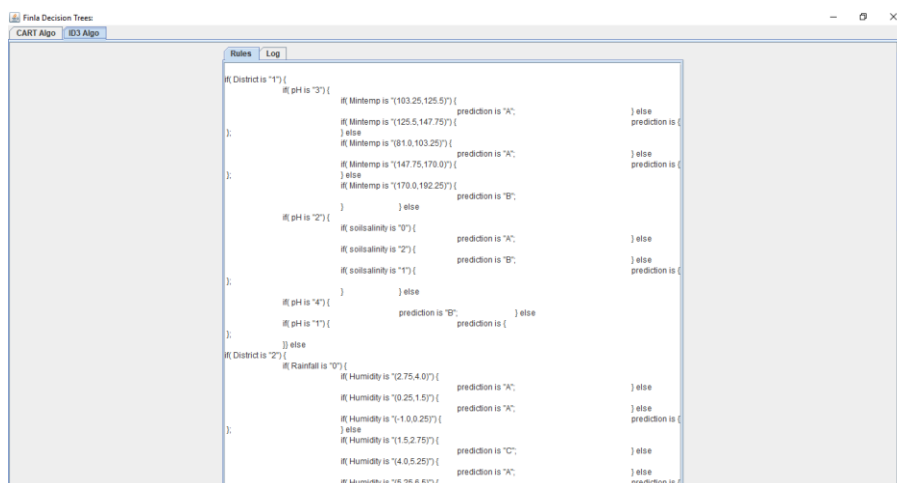 Finla Decision Trees:
CART Algo ID3 Algo
Rules Log
if( District is "1") {
if( pH is "3") {
if( Mintemp is "(103.25,125.5)") {
prediction is "A"; } else
if( Mintemp is "(125.5,147.75)") { prediction is {
}; } else
if( Mintemp is "(81.0,103.25)") {
prediction is "A"; } else
if( Mintemp is "(147.75,170.0)") { prediction is {
}; } else
if( Mintemp is "(170.0,192.25)") {
prediction is "B";
} } else
if( pH is "2") {
if( soilsalinity is "0") {
prediction is "A"; } else
if( soilsalinity is "2") {
prediction is "B"; } else
if( soilsalinity is "1") { prediction is {
};
} } else
if( pH is "4") {
prediction is "B"; } else
if( pH is "1") { prediction is {
};
}} else
if( District is "2") {
if( Rainfall is "0") {
if( Humidity is "(2.75,4.0)") {
prediction is "A"; } else
if( Humidity is "(0.25,1.5)") {
prediction is "A"; } else
if( Humidity is "(-1.0,0.25)") { prediction is {
}; } else
if( Humidity is "(1.5,2.75)") {
prediction is "C"; } else
if( Humidity is "(4.0,5.25)") {
prediction is "A"; } else
if( Humidity is "(5.25,6.5)") { prediction is {